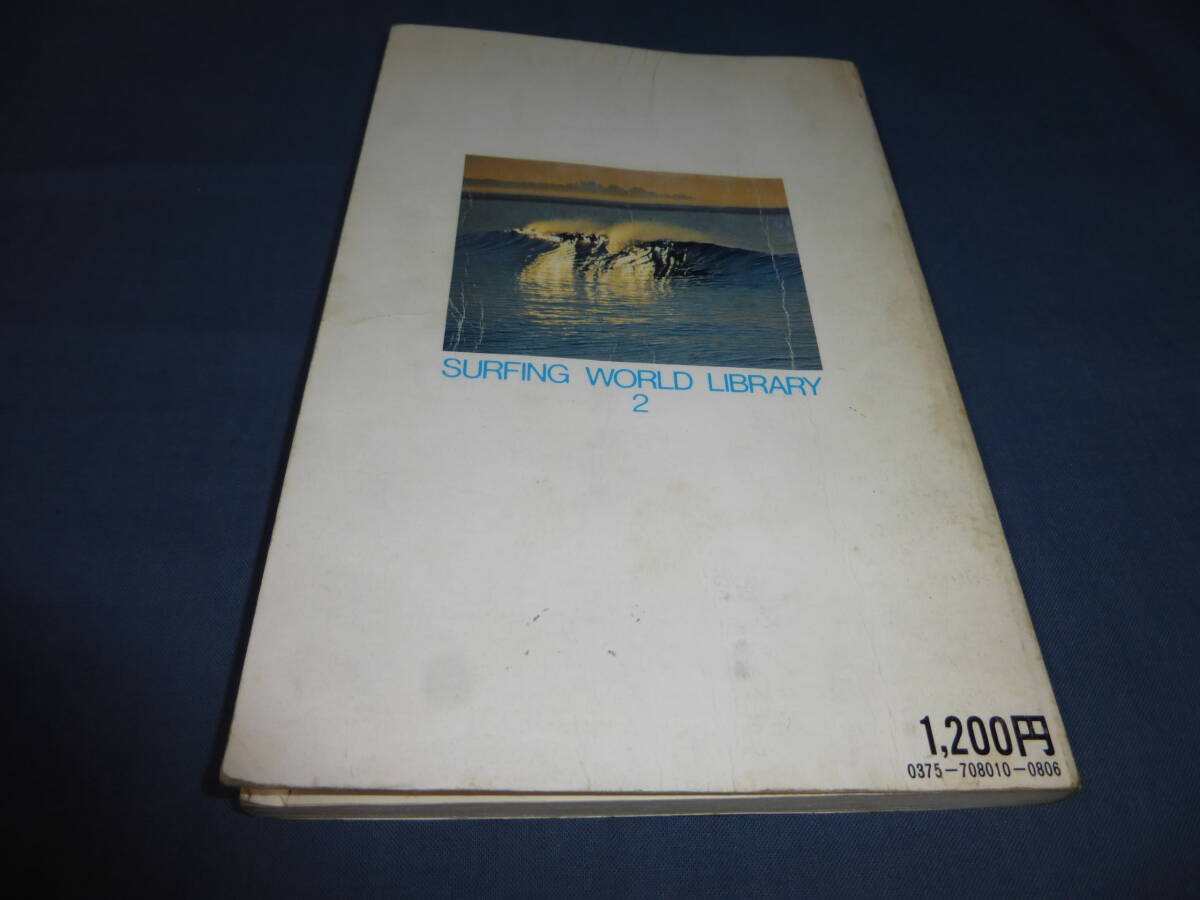 SURFING WORLD LIBRARY
2
1,200円
0375-708010-0806